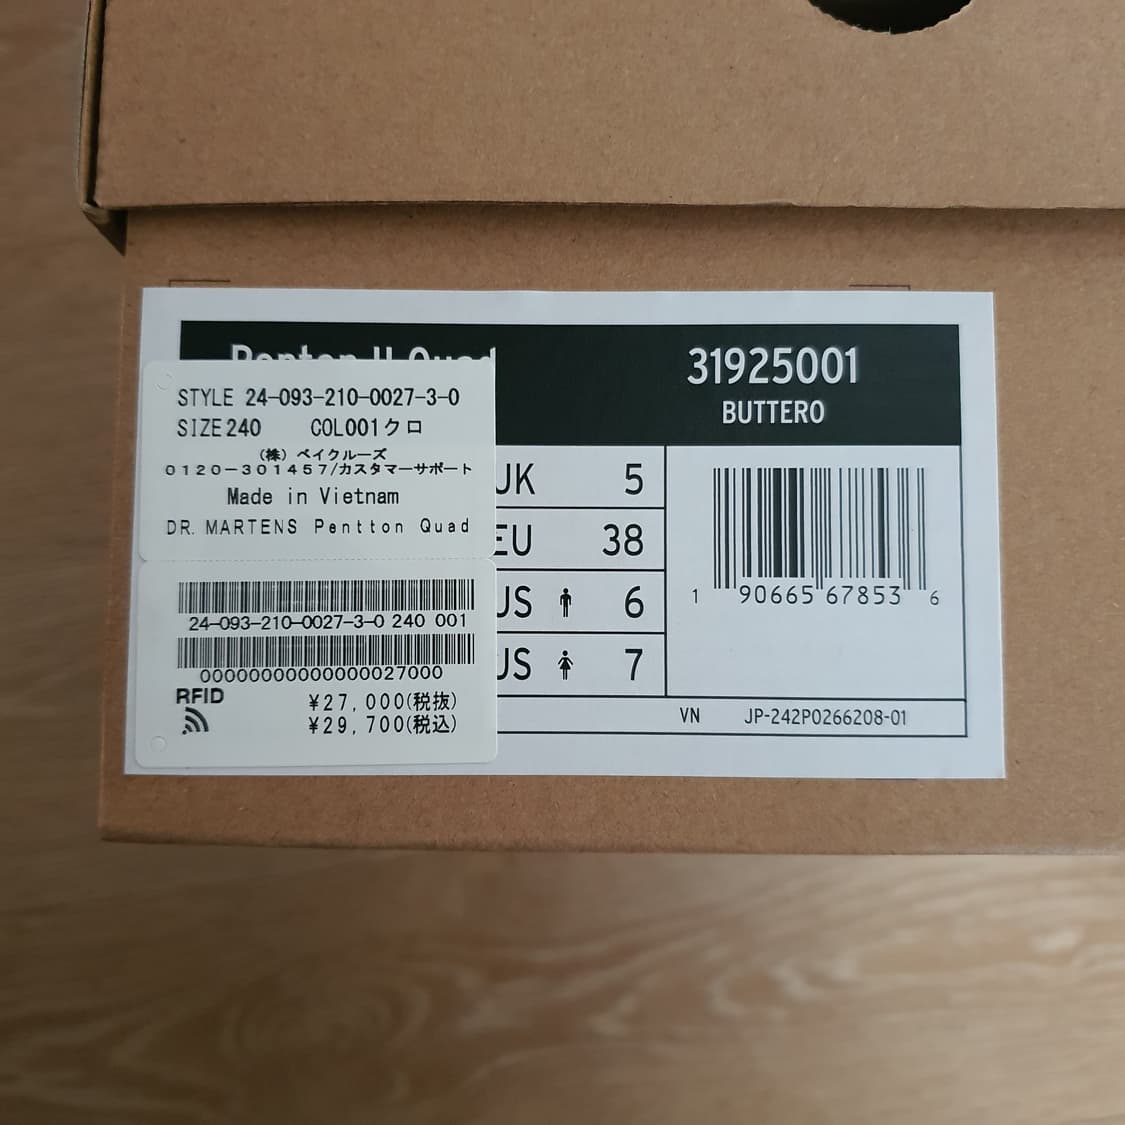 31925001
BUTTERO
STYLE 24-093-210-0027-3-0
SIZE240 COL001クロ
(株)ベイクルーズ
0120-301457/カスタマーサポート
Made in Vietnam
DR. MARTENS Pentton Quad
24-093-210-0027-3-0 240 001
000000000000000027000
RFID
¥27,000(税抜)
¥29,700(税込)
UK 5
EU 38
US 6
US 7
1 90665 67853 6
VN JP-242P0266208-01